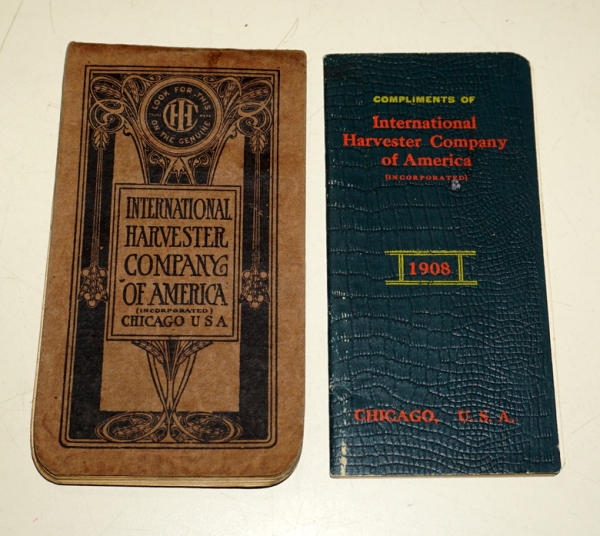 LOOK FOR THIS
IHC
ON THE GENUINE
INTERNATIONAL
HARVESTER
COMPANY
OF AMERICA
(INCORPORATED)
CHICAGO U S A
COMPLIMENTS OF
International
Harvester Company
of America
(INCORPORATED)
1908
CHICAGO, U. S. A.